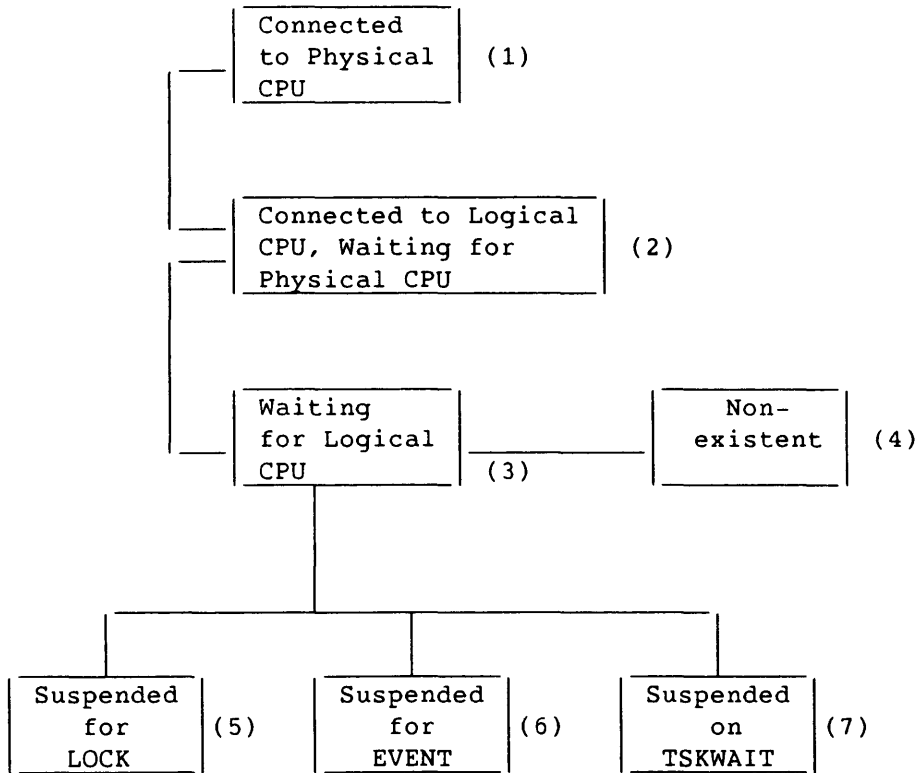 Connected
to Physical
CPU
(1)
Connected to Logical
CPU, Waiting for
Physical CPU
(2)
Waiting
for Logical
CPU
(3)
Non-
existent
(4)
Suspended
for
LOCK
(5)
Suspended
for
EVENT
(6)
Suspended
on
TSKWAIT
(7)